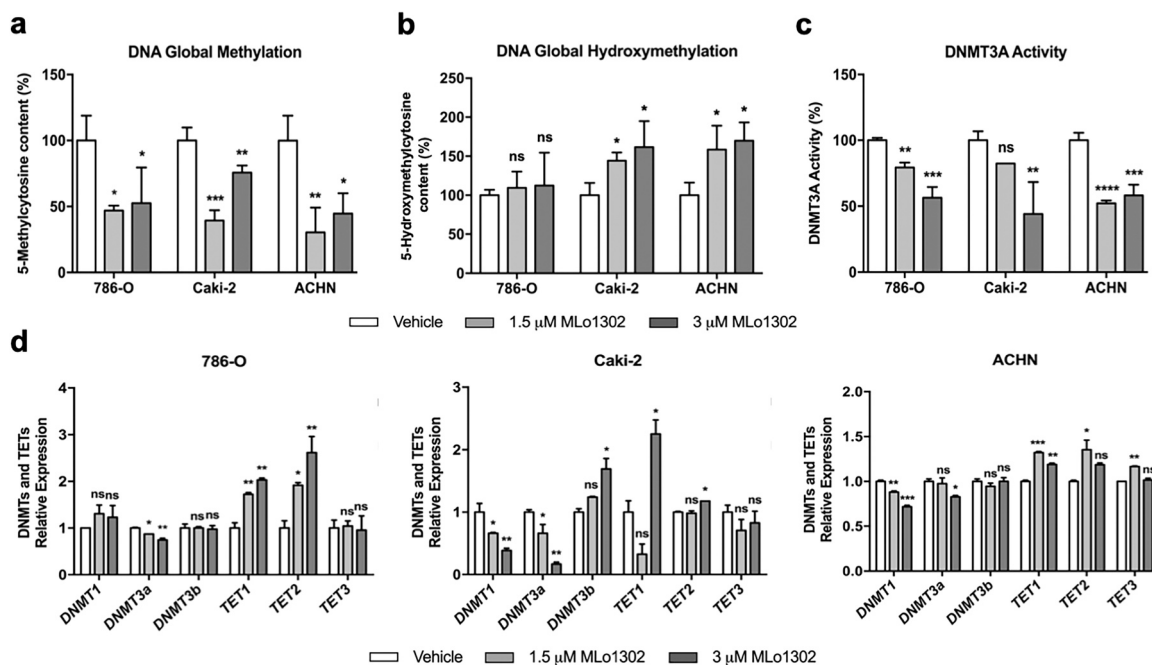 a
DNA Global Methylation
5-Methylcytosine content (%)
150
100
50
0
* * *** ** ** *
786-O Caki-2 ACHN
b
DNA Global Hydroxymethylation
5-Hydroxymethylcytosine
content (%)
250
200
150
100
50
0
ns ns * * * *
786-O Caki-2 ACHN
c
DNMT3A Activity
DNMT3A Activity (%)
150
100
50
0
** *** ns ** **** ***
786-O Caki-2 ACHN
Vehicle 1.5 μM MLo1302 3 μM MLo1302
d
786-O
DNMTs and TETs
Relative Expression
4
3
2
1
0
ns ns * ** ns ns ** ** * ** ns ns
DNMT1 DNMT3a DNMT3b TET1 TET2 TET3
Caki-2
DNMTs and TETs
Relative Expression
3
2
1
0
* ** * ** ns * ns * ns * ns ns
DNMT1 DNMT3a DNMT3b TET1 TET2 TET3
ACHN
DNMTs and TETs
Relative Expression
2.0
1.5
1.0
0.5
0.0
** *** ns * ns ns *** ** * ns ** ns
DNMT1 DNMT3a DNMT3b TET1 TET2 TET3
Vehicle 1.5 μM MLo1302 3 μM MLo1302